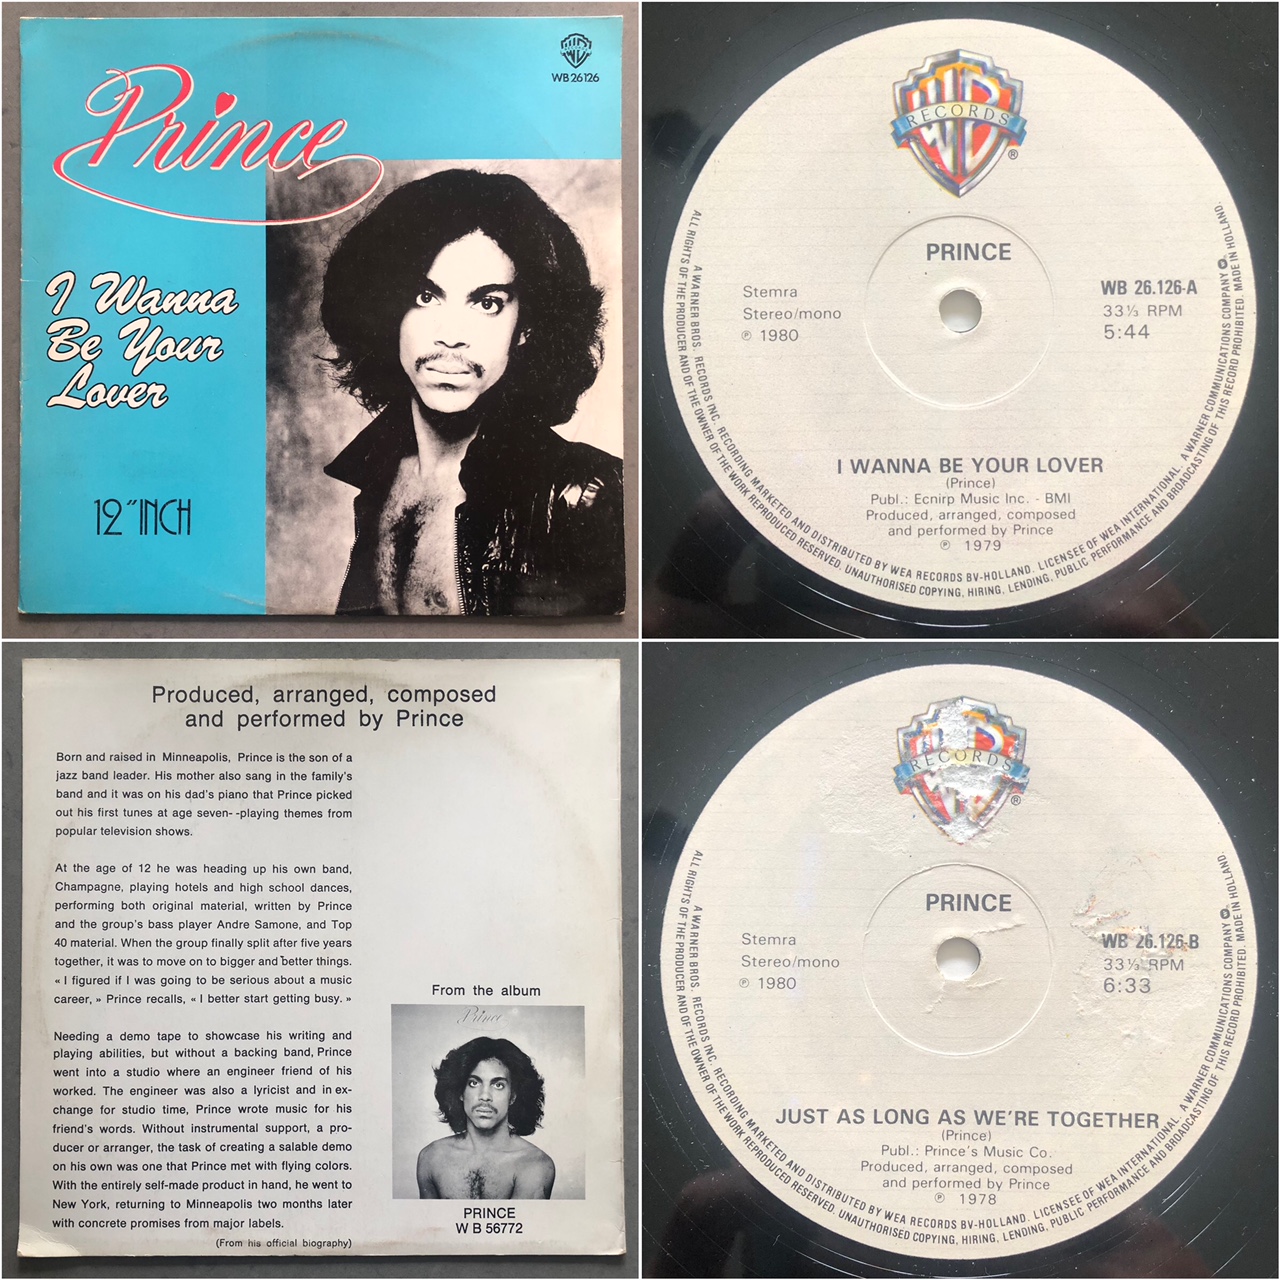 Prince
WB RECORDS
WB 26126
I Wanna
Be Your
Lover
12" INCH
WB RECORDS ®
PRINCE
Stemra
Stereo/mono
℗ 1980
WB 26.126-A
33⅓ RPM
5:44
I WANNA BE YOUR LOVER
(Prince)
Publ.: Ecnirp Music Inc. - BMI
Produced, arranged, composed
and performed by Prince
℗ 1979
A WARNER BROS. RECORDS INC. RECORDING MARKETED AND DISTRIBUTED BY WEA RECORDS BV-HOLLAND. LICENSEE OF WEA INTERNATIONAL. A WARNER COMMUNICATIONS COMPANY
ALL RIGHTS OF THE PRODUCER AND OF THE OWNER OF THE WORK REPRODUCED RESERVED. UNAUTHORISED COPYING, HIRING, LENDING, PUBLIC PERFORMANCE AND BROADCASTING OF THIS RECORD PROHIBITED. MADE IN HOLLAND.
Produced, arranged, composed
and performed by Prince
Born and raised in Minneapolis, Prince is the son of a
jazz band leader. His mother also sang in the family's
band and it was on his dad's piano that Prince picked
out his first tunes at age seven- -playing themes from
popular television shows.
At the age of 12 he was heading up his own band,
Champagne, playing hotels and high school dances,
performing both original material, written by Prince
and the group's bass player Andre Samone, and Top
40 material. When the group finally split after five years
together, it was to move on to bigger and better things.
« I figured if I was going to be serious about a music
career, » Prince recalls, « I better start getting busy. »
Needing a demo tape to showcase his writing and
playing abilities, but without a backing band, Prince
went into a studio where an engineer friend of his
worked. The engineer was also a lyricist and in ex-
change for studio time, Prince wrote music for his
friend's words. Without instrumental support, a pro-
ducer or arranger, the task of creating a salable demo
on his own was one that Prince met with flying colors.
With the entirely self-made product in hand, he went to
New York, returning to Minneapolis two months later
with concrete promises from major labels.
(From his official biography)
From the album
Prince
PRINCE
W B 56772
WB RECORDS ®
PRINCE
Stemra
Stereo/mono
℗ 1980
WB 26.126-B
33⅓ RPM
6:33
JUST AS LONG AS WE'RE TOGETHER
(Prince)
Publ.: Prince's Music Co.
Produced, arranged, composed
and performed by Prince
℗ 1978
A WARNER BROS. RECORDS INC. RECORDING MARKETED AND DISTRIBUTED BY WEA RECORDS BV-HOLLAND. LICENSEE OF WEA INTERNATIONAL. A WARNER COMMUNICATIONS COMPANY
ALL RIGHTS OF THE PRODUCER AND OF THE OWNER OF THE WORK REPRODUCED RESERVED. UNAUTHORISED COPYING, HIRING, LENDING, PUBLIC PERFORMANCE AND BROADCASTING OF THIS RECORD PROHIBITED. MADE IN HOLLAND.